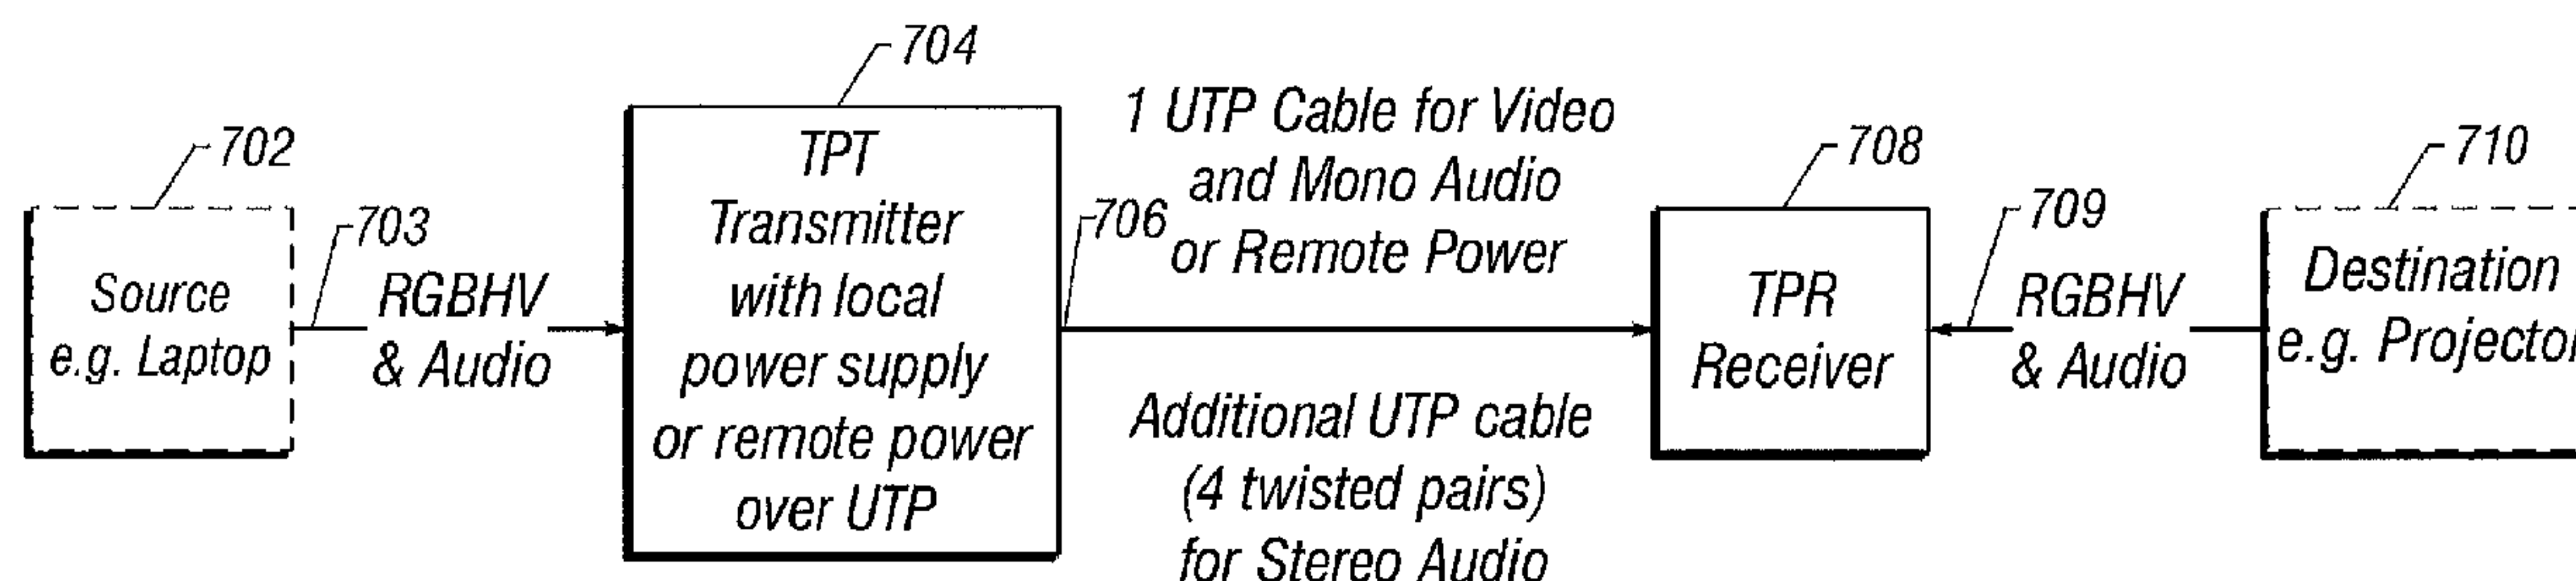 702
Source
e.g. Laptop
703
RGBHV
& Audio
704
TPT
Transmitter
with local
power supply
or remote power
over UTP
706
1 UTP Cable for Video
and Mono Audio
or Remote Power
Additional UTP cable
(4 twisted pairs)
for Stereo Audio
708
TPR
Receiver
709
RGBHV
& Audio
710
Destination
e.g. Projector